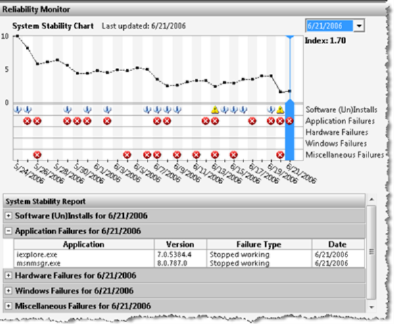 Reliability Monitor
System Stability Chart Last updated: 6/21/2006
6/21/2006
Index: 1.70
10
5
0
Software (Un)Installs
Application Failures
Hardware Failures
Windows Failures
Miscellaneous Failures
5/24/2006
5/26/2006
5/28/2006
5/30/2006
6/1/2006
6/3/2006
6/5/2006
6/7/2006
6/9/2006
6/11/2006
6/13/2006
6/15/2006
6/17/2006
6/19/2006
6/21/2006
System Stability Report
Software (Un)Installs for 6/21/2006
Application Failures for 6/21/2006
Application Version Failure Type Date
iexplore.exe 7.0.5384.4 Stopped working 6/21/2006
msnmsgr.exe 8.0.787.0 Stopped working 6/21/2006
Hardware Failures for 6/21/2006
Windows Failures for 6/21/2006
Miscellaneous Failures for 6/21/2006